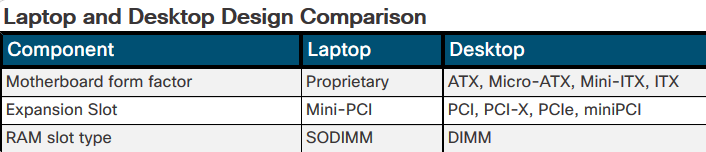 Laptop and Desktop Design Comparison
Component Laptop Desktop
Motherboard form factor Proprietary ATX, Micro-ATX, Mini-ITX, ITX
Expansion Slot Mini-PCI PCI, PCI-X, PCIe, miniPCI
RAM slot type SODIMM DIMM